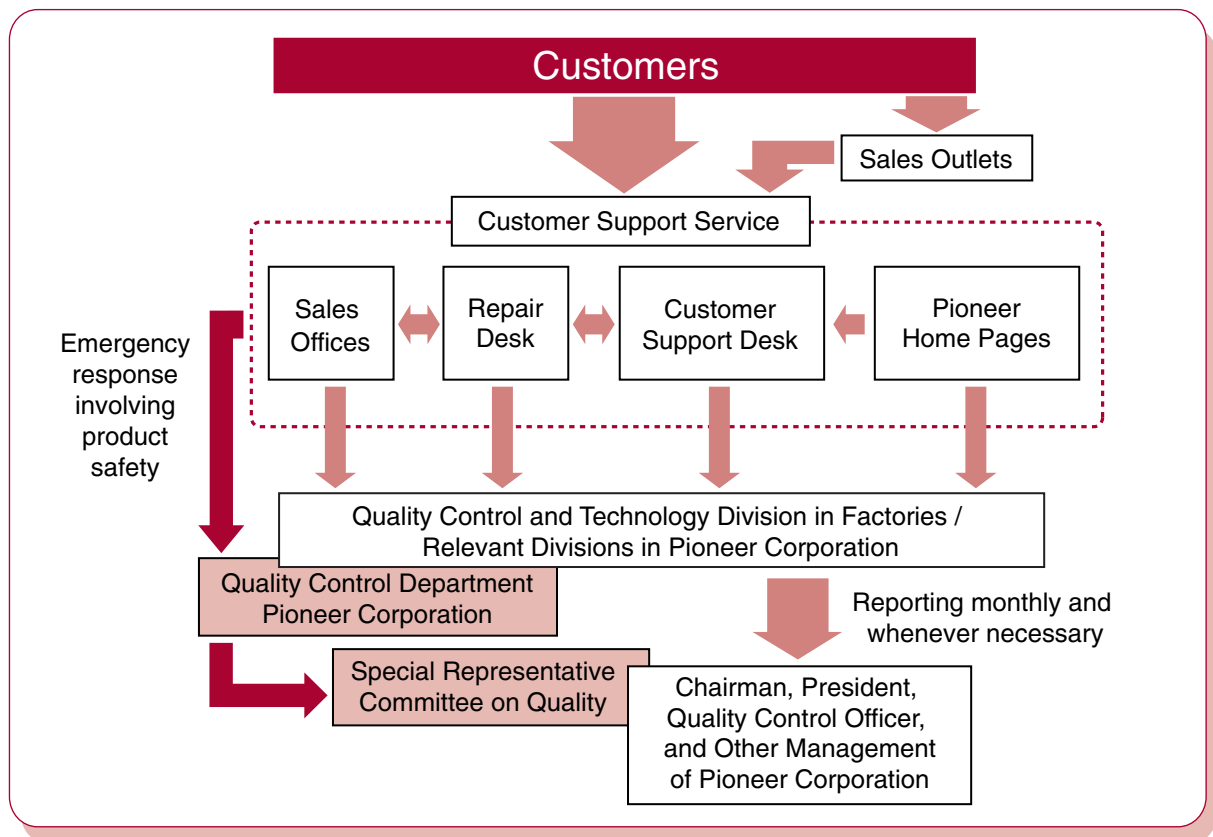 Customers
Sales Outlets
Customer Support Service
Sales
Offices
Repair
Desk
Customer
Support Desk
Pioneer
Home Pages
Emergency
response
involving
product
safety
Quality Control and Technology Division in Factories /
Relevant Divisions in Pioneer Corporation
Quality Control Department
Pioneer Corporation
Reporting monthly and
whenever necessary
Special Representative
Committee on Quality
Chairman, President,
Quality Control Officer,
and Other Management
of Pioneer Corporation